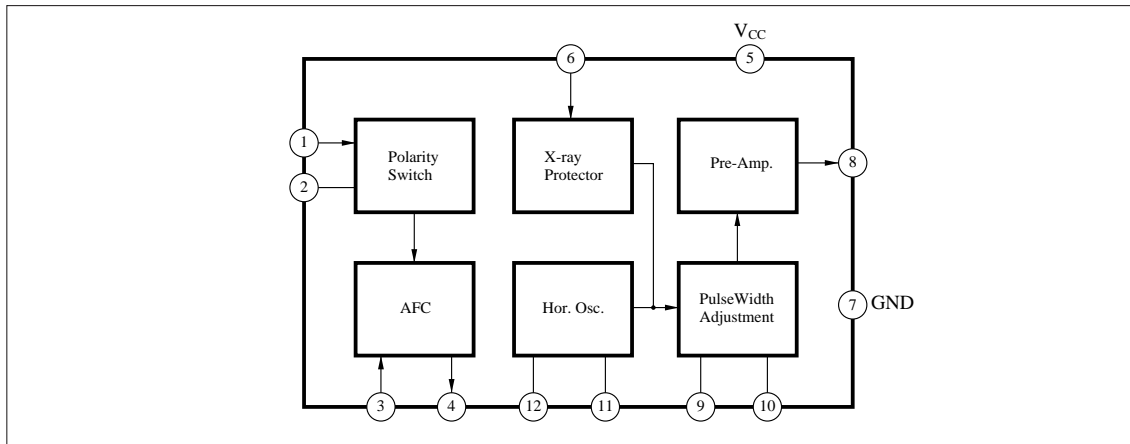 V_CC
6
5
1
Polarity
Switch
2
X-ray
Protector
Pre-Amp.
8
AFC
Hor. Osc.
PulseWidth
Adjustment
7 GND
3
4
12
11
9
10